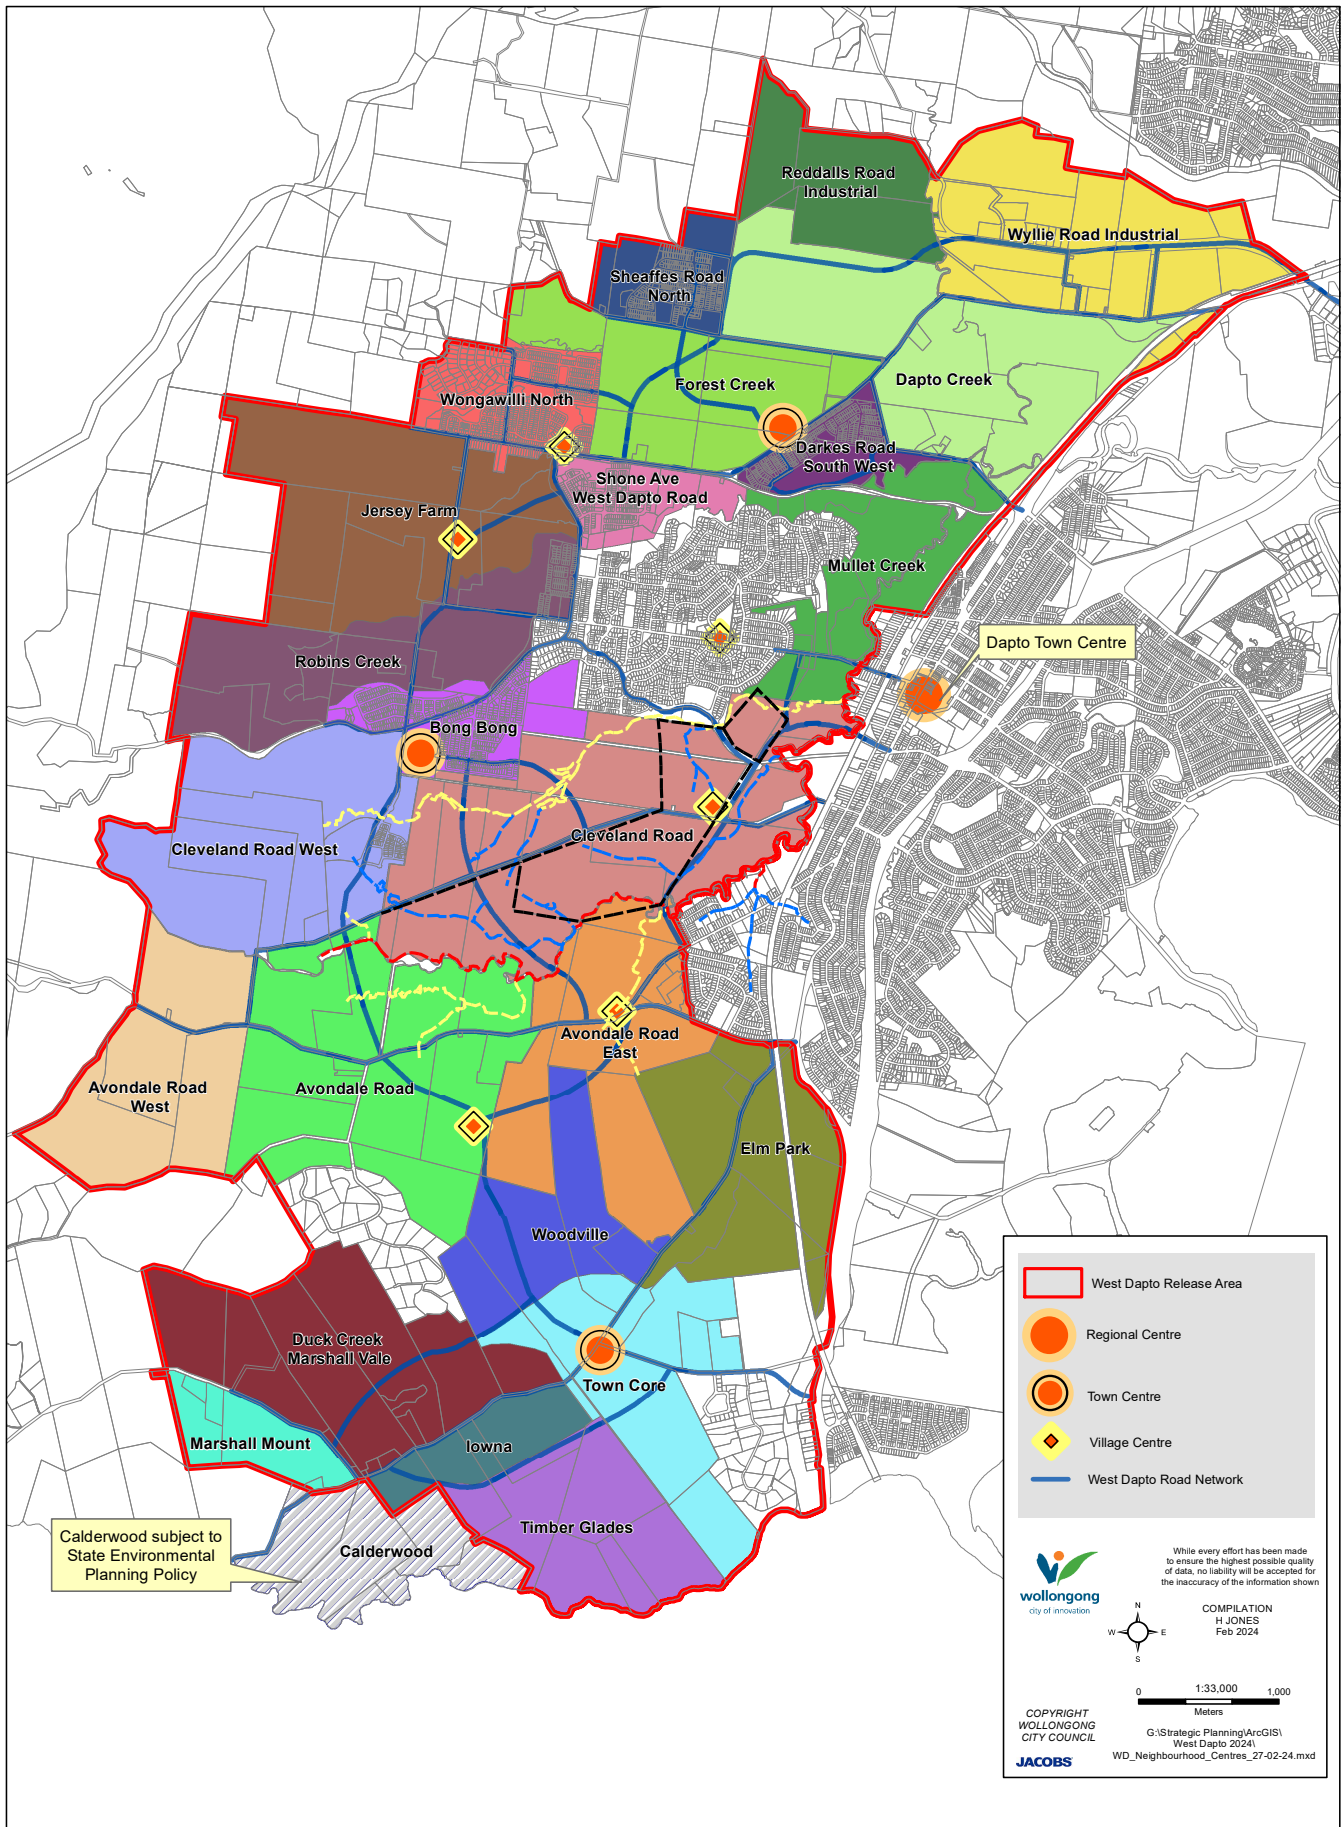 Reddalls Road
Industrial
Wyllie Road Industrial
Sheaffes Road
North
Forest Creek
Dapto Creek
Wongawilli North
Darkes Road
South West
Shone Ave
West Dapto Road
Jersey Farm
Mullet Creek
Dapto Town Centre
Robins Creek
Bong Bong
Cleveland Road
Cleveland Road West
Avondale Road
East
Avondale Road
West
Avondale Road
Elm Park
Woodville
Duck Creek
Marshall Vale
Town Core
Marshall Mount
Iowna
Timber Glades
Calderwood subject to
State Environmental
Planning Policy
Calderwood
West Dapto Release Area
Regional Centre
Town Centre
Village Centre
West Dapto Road Network
wollongong
city of innovation
While every effort has been made
to ensure the highest possible quality
of data, no liability will be accepted for
the inaccuracy of the information shown
N
W E
S
COMPILATION
H JONES
Feb 2024
0 1:33,000 1,000
Meters
COPYRIGHT
WOLLONGONG
CITY COUNCIL
JACOBS
G:\Strategic Planning\ArcGIS\
West Dapto 2024\
WD_Neighbourhood_Centres_27-02-24.mxd